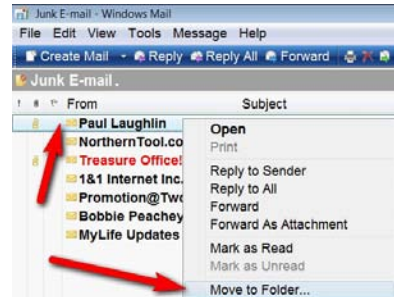 Junk E-mail - Windows Mail
File Edit View Tools Message Help
Create Mail Reply Reply All Forward
Junk E-mail .
! From Subject
Paul Laughlin
NorthernTool.co
Treasure Office!
1&1 Internet Inc.
Promotion@Two
Bobbie Peachey
MyLife Updates
Open
Print
Reply to Sender
Reply to All
Forward
Forward As Attachment
Mark as Read
Mark as Unread
Move to Folder...